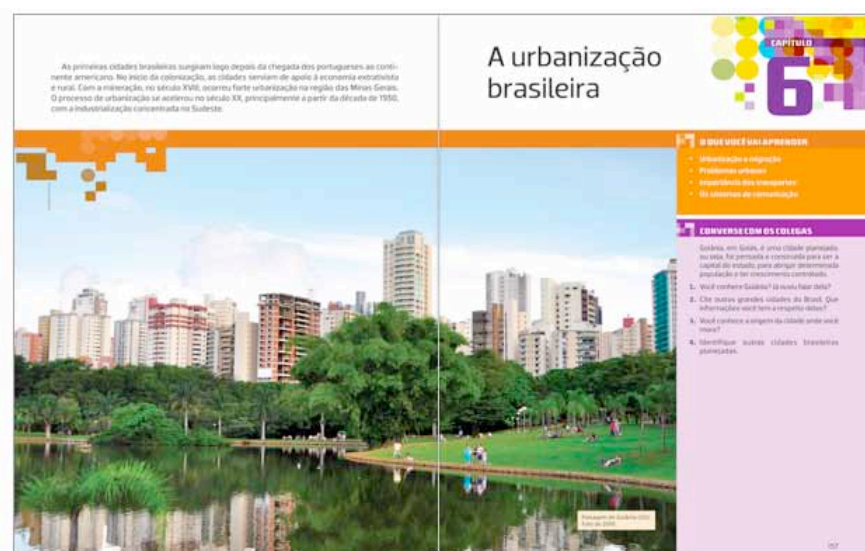 As primeiras cidades brasileiras surgiram logo depois da chegada dos portugueses ao conti-
nente americano. No início da colonização, as cidades serviam de apoio à economia extrativista
e rural. Com a mineração, no século XVIII, ocorreu forte urbanização na região das Minas Gerais.
O processo de urbanização se acelerou no século XX, principalmente a partir da década de 1950,
com a industrialização concentrada no Sudeste.
A urbanização
brasileira
CAPÍTULO
6
O QUE VOCÊ VAI APRENDER
• Urbanização e migração
• Problemas urbanos
• Importância dos transportes
• Os sistemas de comunicação
CONVERSE COM OS COLEGAS
Goiânia, em Goiás, é uma cidade planejada,
ou seja, foi pensada e construída para ser a
capital do estado, para abrigar determinada
população e ter crescimento controlado.
1. Você conhece Goiânia? Já ouviu falar dela?
2. Cite outras grandes cidades do Brasil. Que
informações você tem a respeito delas?
3. Você conhece a origem da cidade onde você
mora?
4. Identifique outras cidades brasileiras
planejadas.
Paisagem de Goiânia (GO).
157